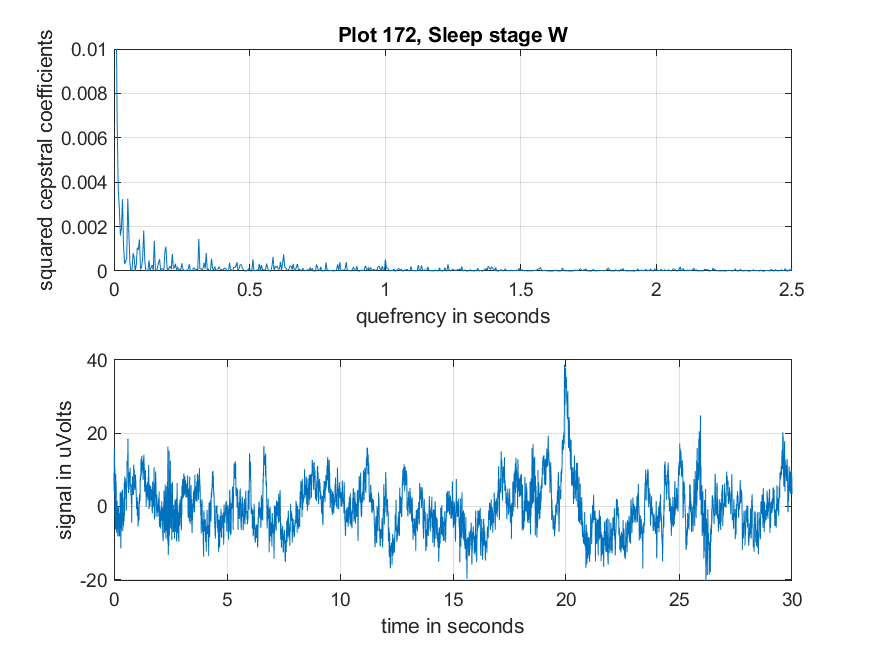 Plot 172, Sleep stage W
squared cepstral coefficients
0.01
0.008
0.006
0.004
0.002
0
0 0.5 1 1.5 2 2.5
quefrency in seconds
signal in uVolts
40
20
0
-20
0 5 10 15 20 25 30
time in seconds